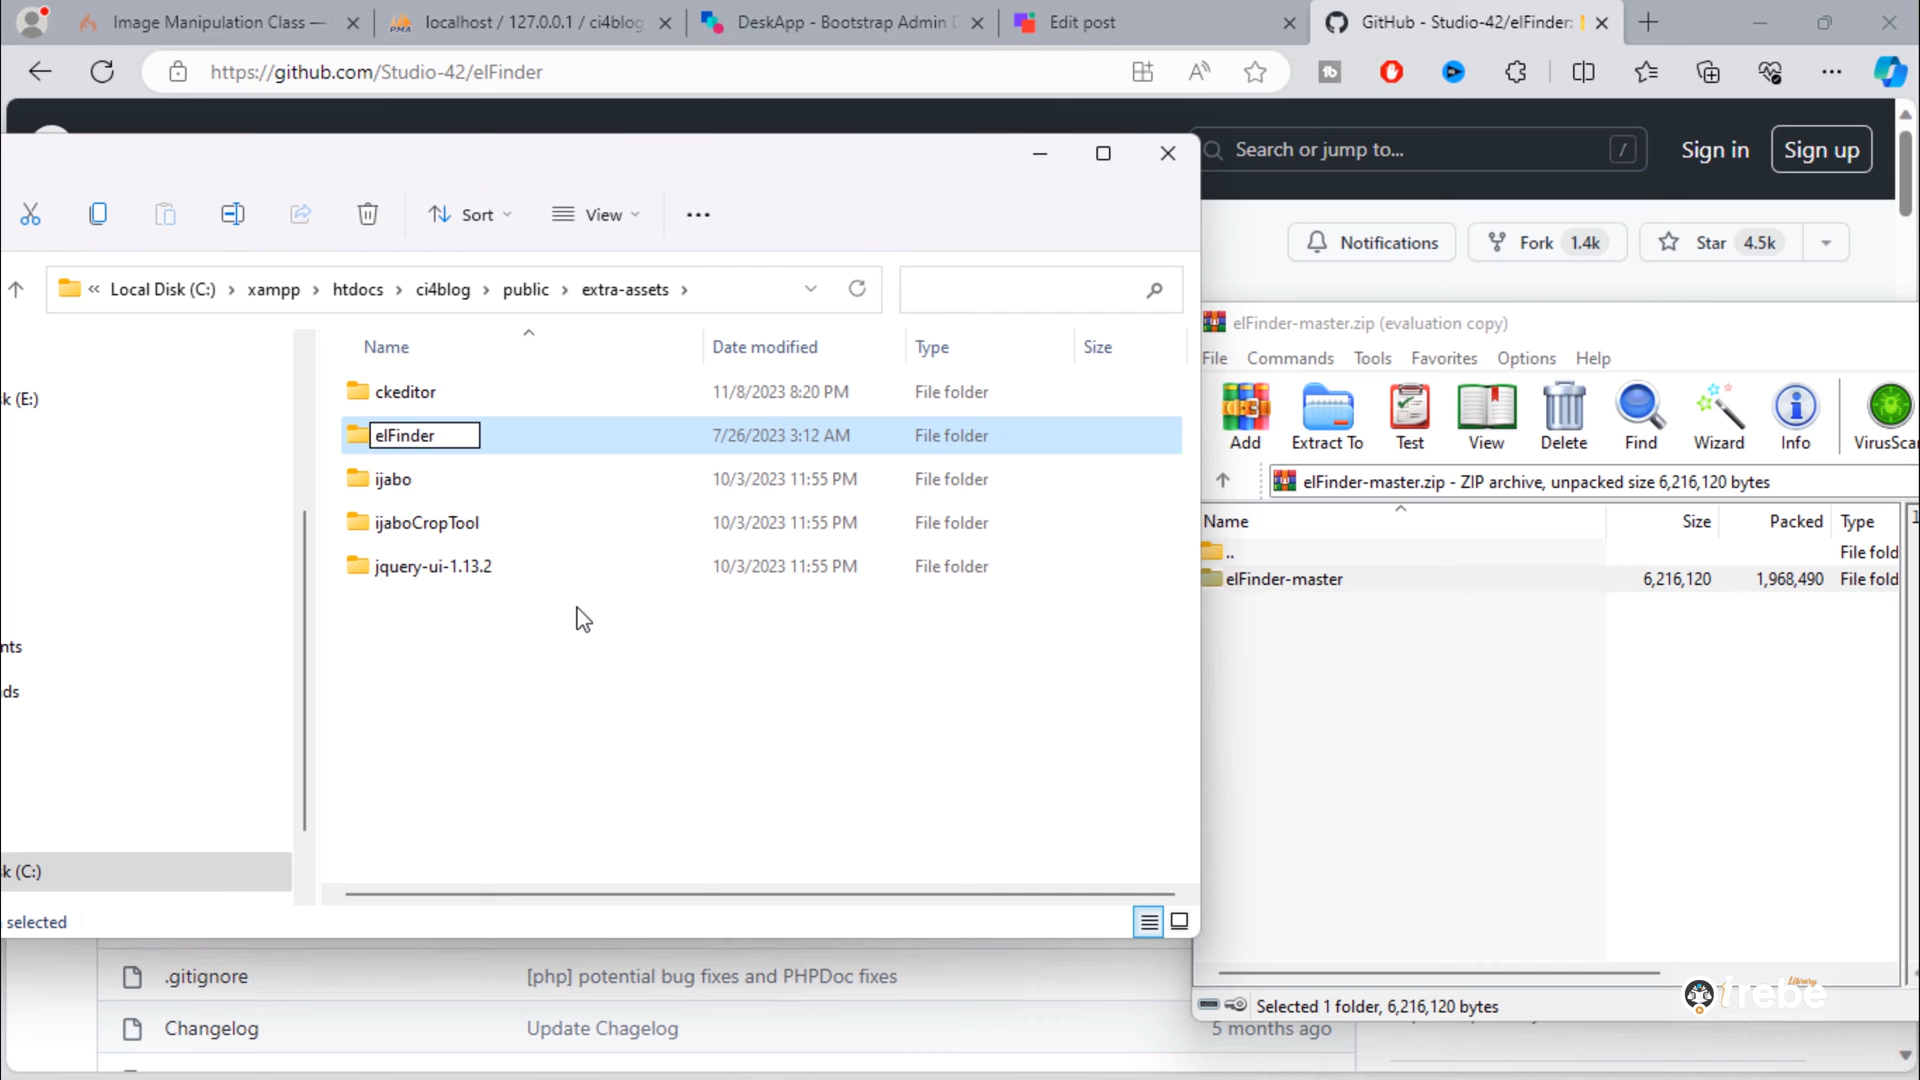 Image Manipulation Class —
localhost / 127.0.0.1 / ci4blog
DeskApp - Bootstrap Admin D
Edit post
GitHub - Studio-42/elFinder:
https://github.com/Studio-42/elFinder
Search or jump to...
/
Sign in
Sign up
Notifications
Fork 1.4k
Star 4.5k
Sort
View
Local Disk (C:) > xampp > htdocs > ci4blog > public > extra-assets >
Name
Date modified
Type
Size
ckeditor 11/8/2023 8:20 PM File folder
elFinder 7/26/2023 3:12 AM File folder
ijabo 10/3/2023 11:55 PM File folder
ijaboCropTool 10/3/2023 11:55 PM File folder
jquery-ui-1.13.2 10/3/2023 11:55 PM File folder
k (E:)
nts
ds
k (C:)
selected
elFinder-master.zip (evaluation copy)
File Commands Tools Favorites Options Help
Add Extract To Test View Delete Find Wizard Info VirusScan
elFinder-master.zip - ZIP archive, unpacked size 6,216,120 bytes
Name Size Packed Type
.. File fold
elFinder-master 6,216,120 1,968,490 File fold
Selected 1 folder, 6,216,120 bytes
irebe
Library
.gitignore [php] potential bug fixes and PHPDoc fixes
Changelog Update Chagelog 5 months ago